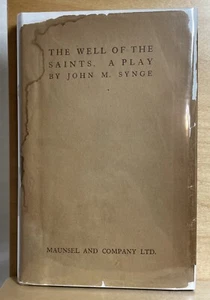 THE WELL OF THE
SAINTS. A PLAY
BY JOHN M. SYNGE
MAUNSEL AND COMPANY LTD.